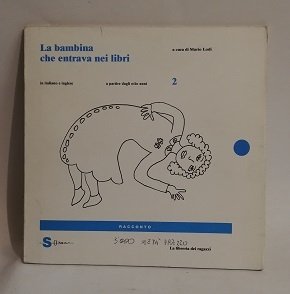 La bambina
che entrava nei libri
a cura di Mario Lodi
in italiano e inglese
a partire dagli otto anni
2
RACCONTO
La libreria dei ragazzi